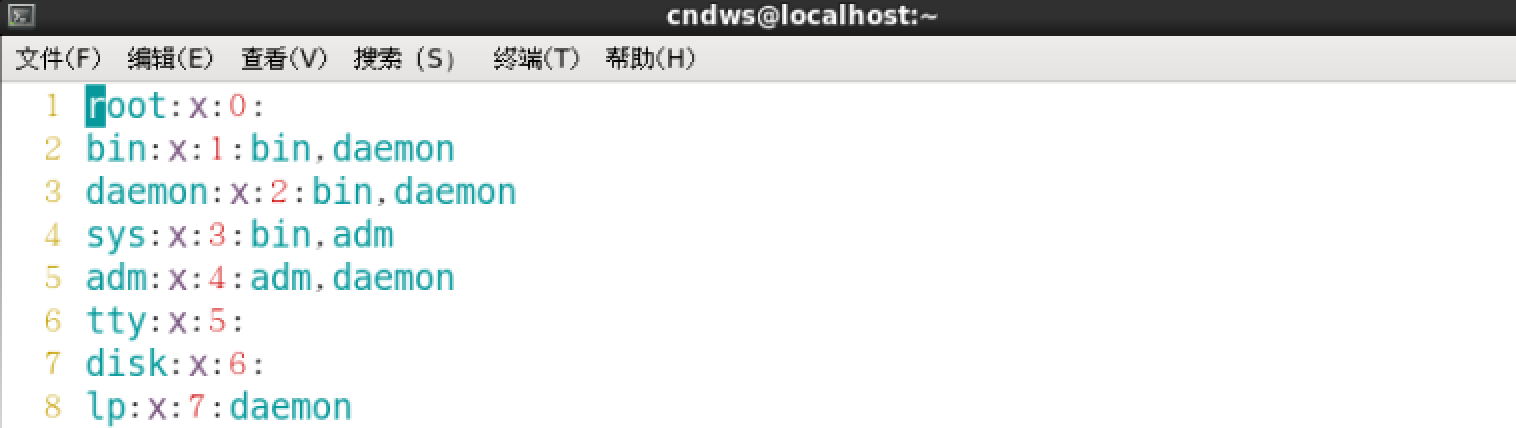 cndws@localhost:~
文件(F) 编辑(E) 查看(V) 搜索 (S) 终端(T) 帮助(H)
1 root:x:0:
2 bin:x:1:bin,daemon
3 daemon:x:2:bin,daemon
4 sys:x:3:bin,adm
5 adm:x:4:adm,daemon
6 tty:x:5:
7 disk:x:6:
8 lp:x:7:daemon